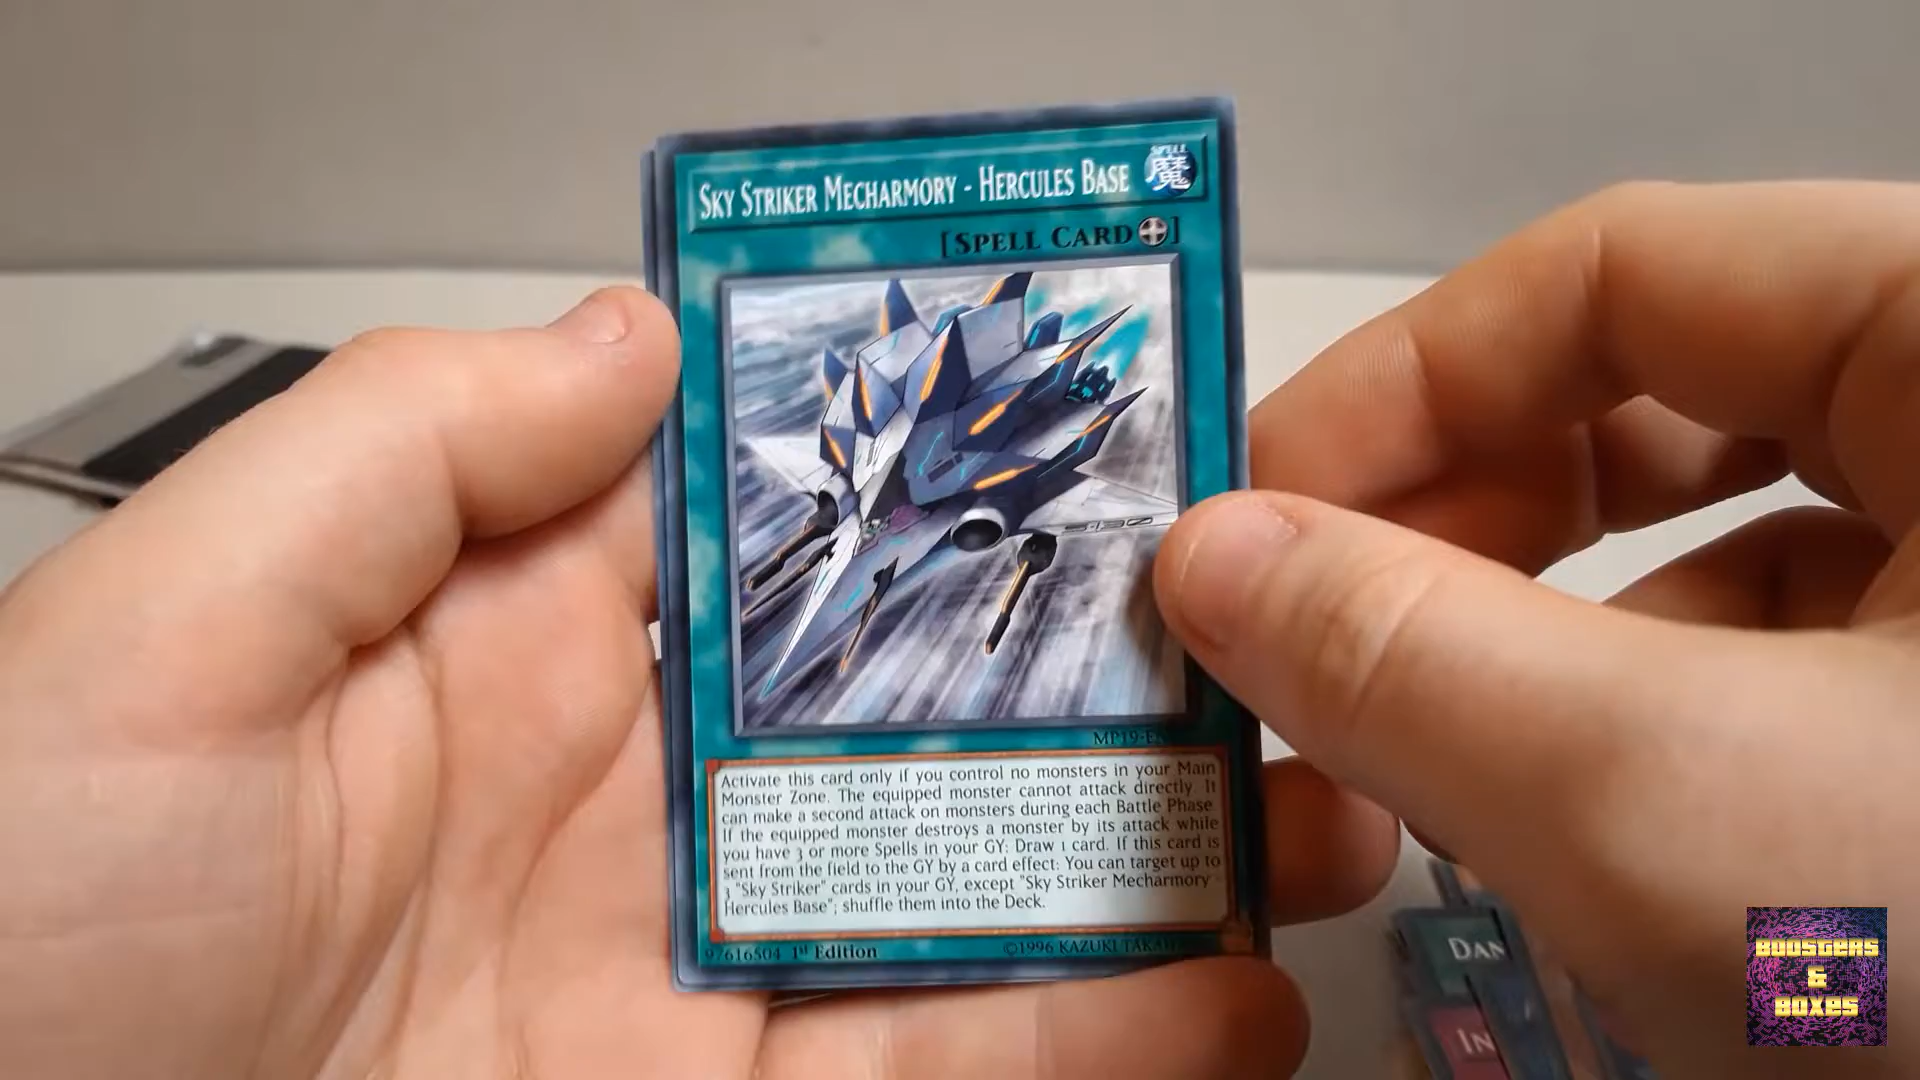 SKY STRIKER MECHARMORY - HERCULES BASE
SPELL
魔
[SPELL CARD]
S-130
MP19-EN
Activate this card only if you control no monsters in your Main
Monster Zone. The equipped monster cannot attack directly. It
can make a second attack on monsters during each Battle Phase.
If the equipped monster destroys a monster by its attack while
you have 3 or more Spells in your GY: Draw 1 card. If this card is
sent from the field to the GY by a card effect: You can target up to
3 "Sky Striker" cards in your GY, except "Sky Striker Mecharmory -
Hercules Base"; shuffle them into the Deck.
97616504 1st Edition
©1996 KAZUKI TAKA
DAN
IN
BOOSTERS
&
BOXES